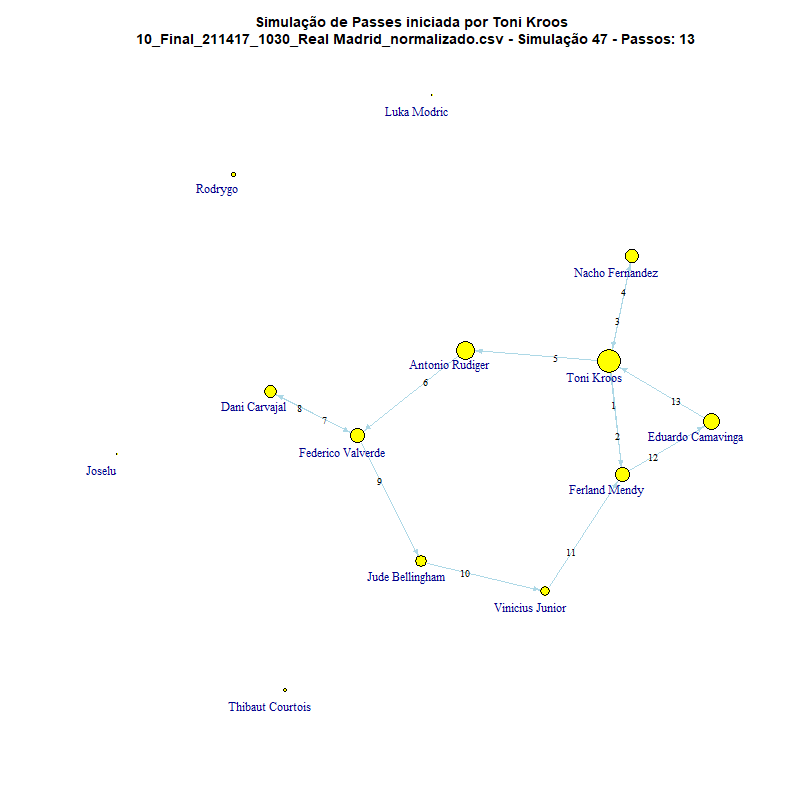 Simulação de Passes iniciada por Toni Kroos
10_Final_211417_1030_Real Madrid_normalizado.csv - Simulação 47 - Passos: 13
Luka Modric
Rodrygo
Nacho Fernandez
4
3
5
Antonio Rudiger
Toni Kroos
6
13
1
Dani Carvajal
8
7
2
Eduardo Camavinga
Federico Valverde
12
Joselu
9
Ferland Mendy
11
10
Jude Bellingham
Vinicius Junior
Thibaut Courtois